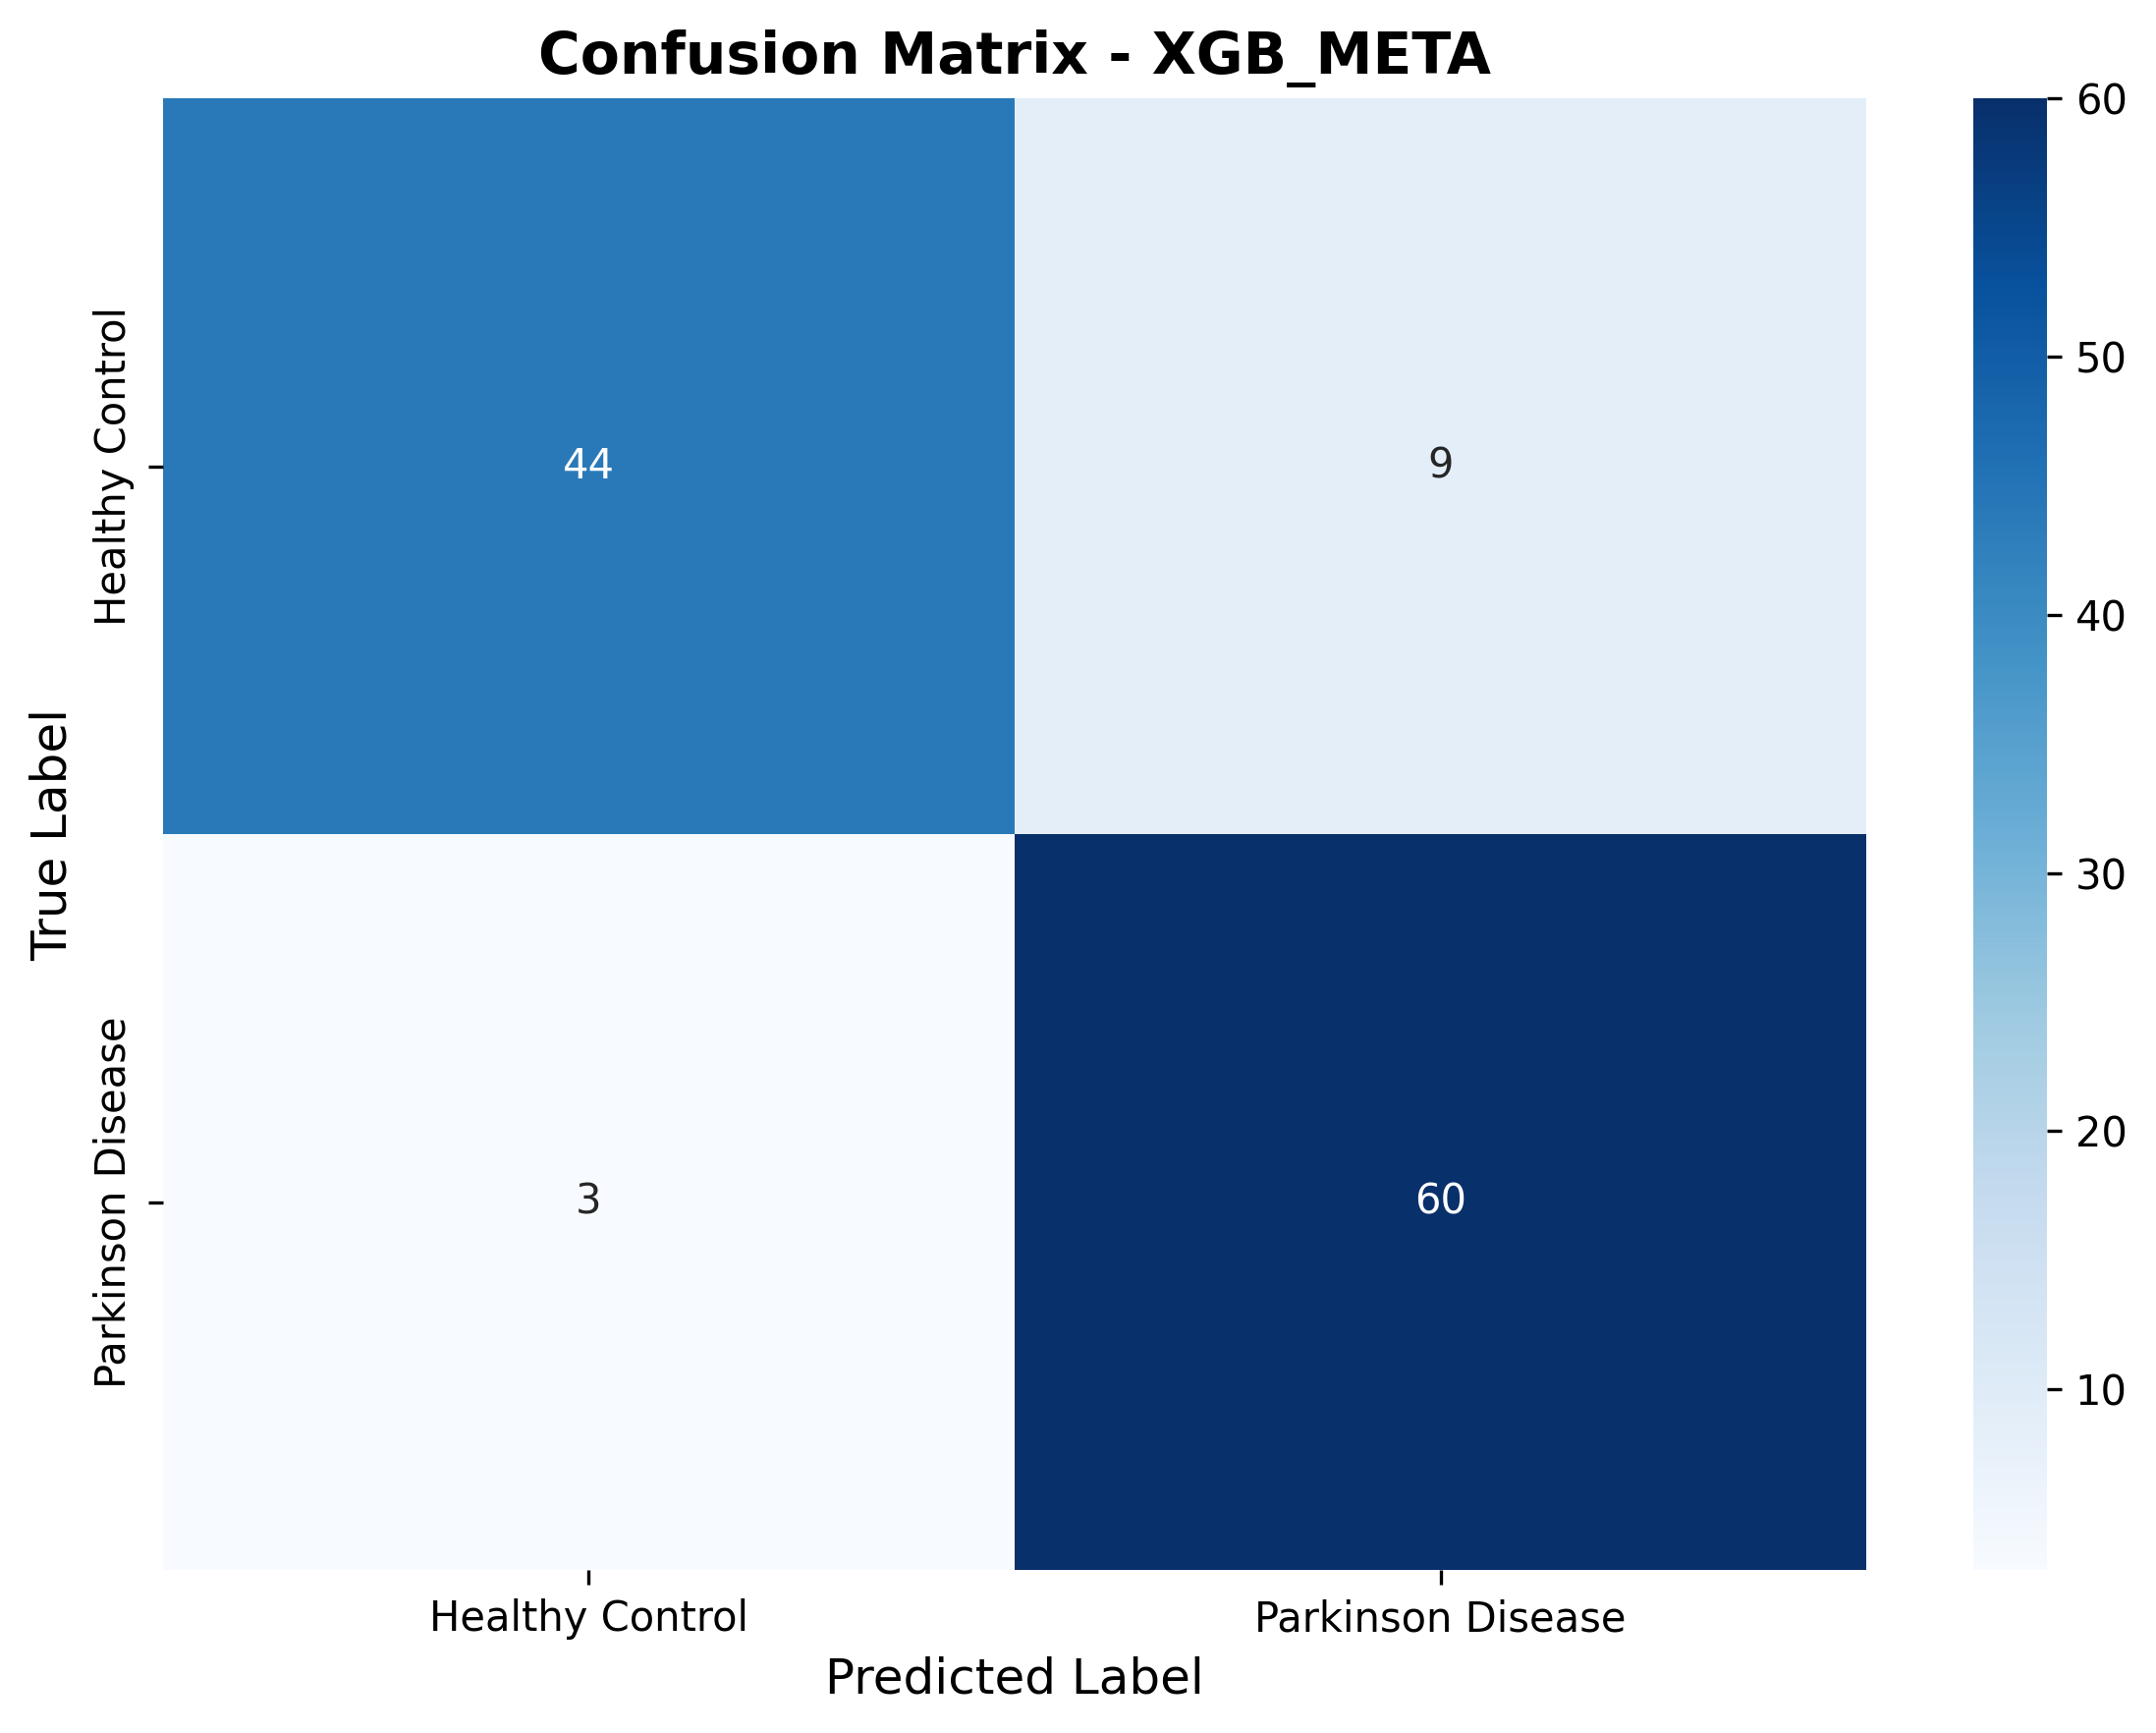 Confusion Matrix - XGB_META
True Label
Healthy Control
Parkinson Disease
44
9
3
60
Healthy Control
Parkinson Disease
Predicted Label
60
50
40
30
20
10